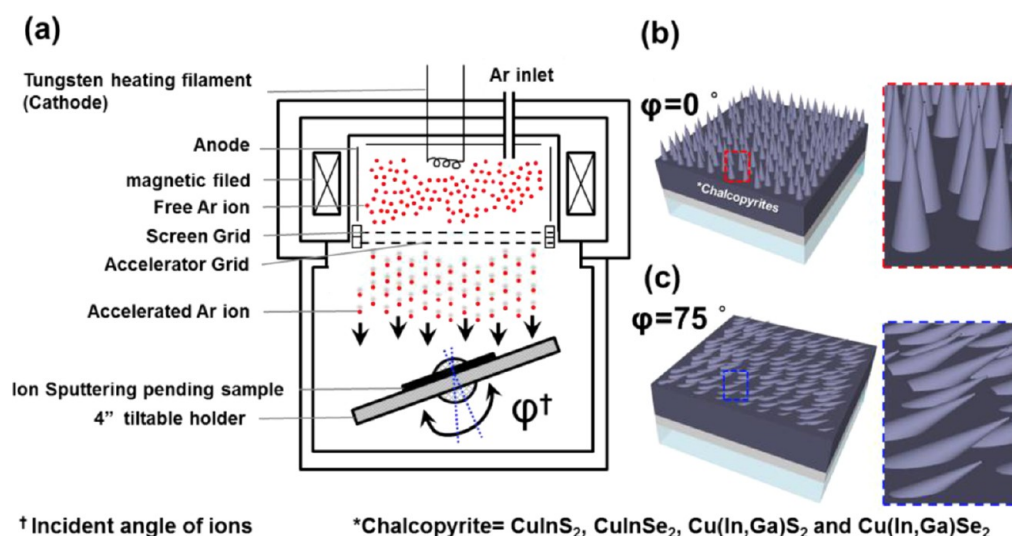 (a)
Tungsten heating filament
(Cathode)
Ar inlet
Anode
magnetic filed
Free Ar ion
Screen Grid
Accelerator Grid
Accelerated Ar ion
Ion Sputtering pending sample
4” tiltable holder
φ†
(b)
φ=0 °
*Chalcopyrites
(c)
φ=75 °
† Incident angle of ions
*Chalcopyrite= CuInS₂, CuInSe₂, Cu(In,Ga)S₂ and Cu(In,Ga)Se₂